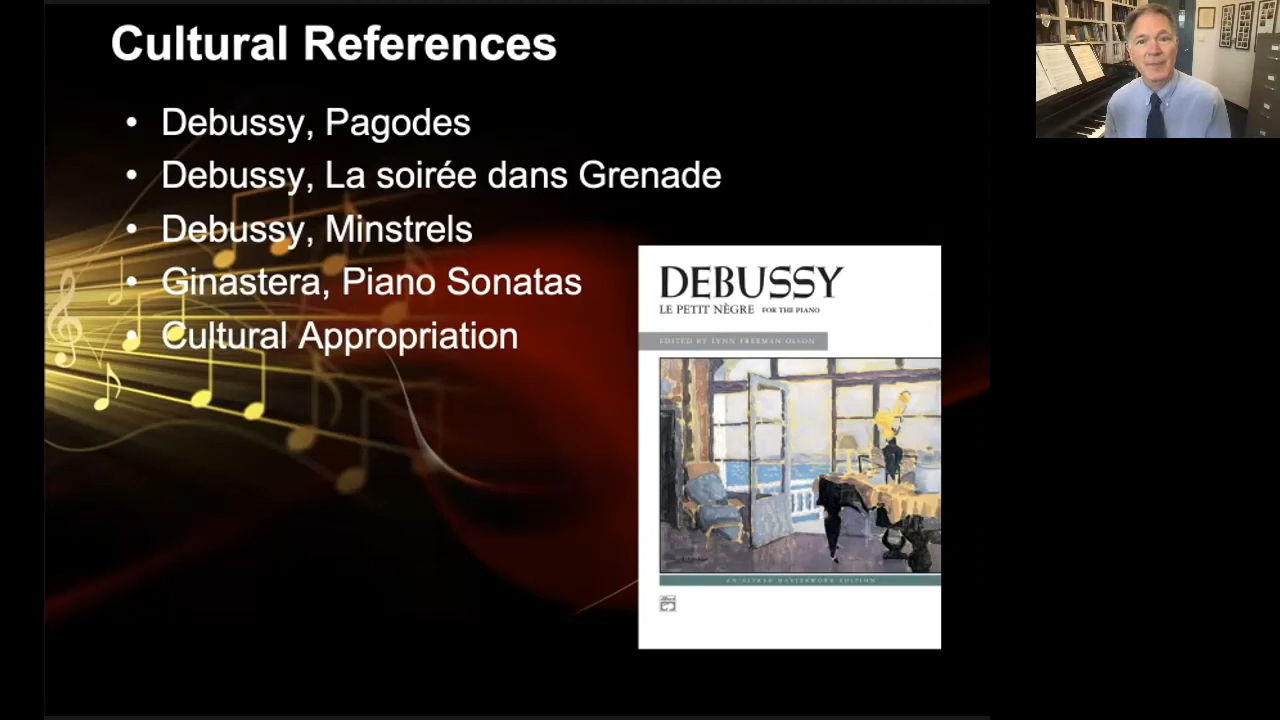 Cultural References
• Debussy, Pagodes
• Debussy, La soirée dans Grenade
• Debussy, Minstrels
• Ginastera, Piano Sonatas
• Cultural Appropriation
DEBUSSY
LE PETIT NÈGRE FOR THE PIANO
EDITED BY LYNN FREEMAN OLSON
AN ALFRED MASTERWORK EDITION